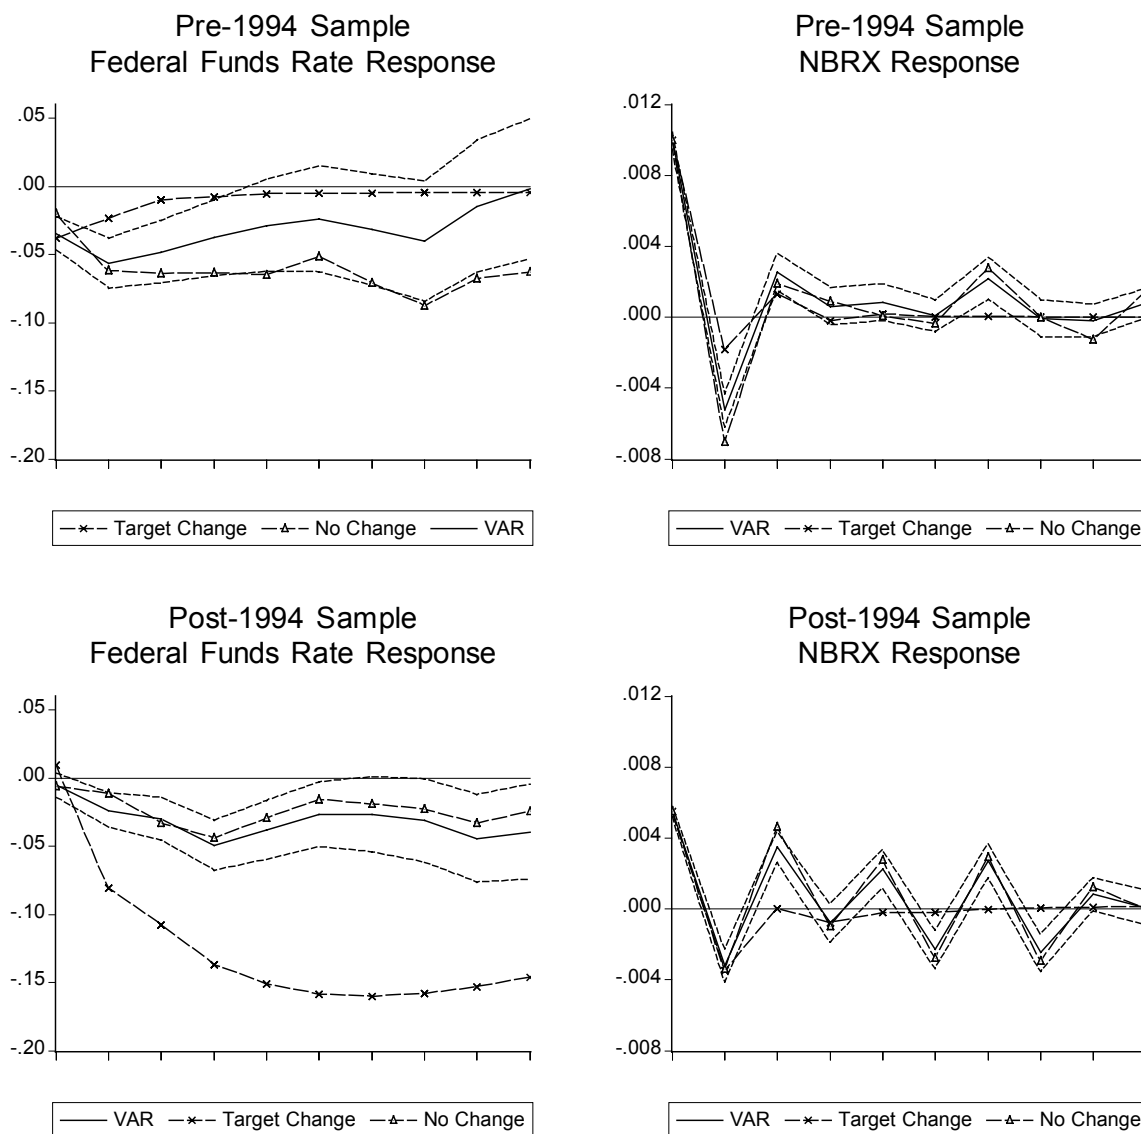 Pre-1994 Sample
Federal Funds Rate Response
.05
.00
-.05
-.10
-.15
-.20
Target Change No Change VAR
Pre-1994 Sample
NBRX Response
.012
.008
.004
.000
-.004
-.008
VAR Target Change No Change
Post-1994 Sample
Federal Funds Rate Response
.05
.00
-.05
-.10
-.15
-.20
VAR Target Change No Change
Post-1994 Sample
NBRX Response
.012
.008
.004
.000
-.004
-.008
VAR Target Change No Change